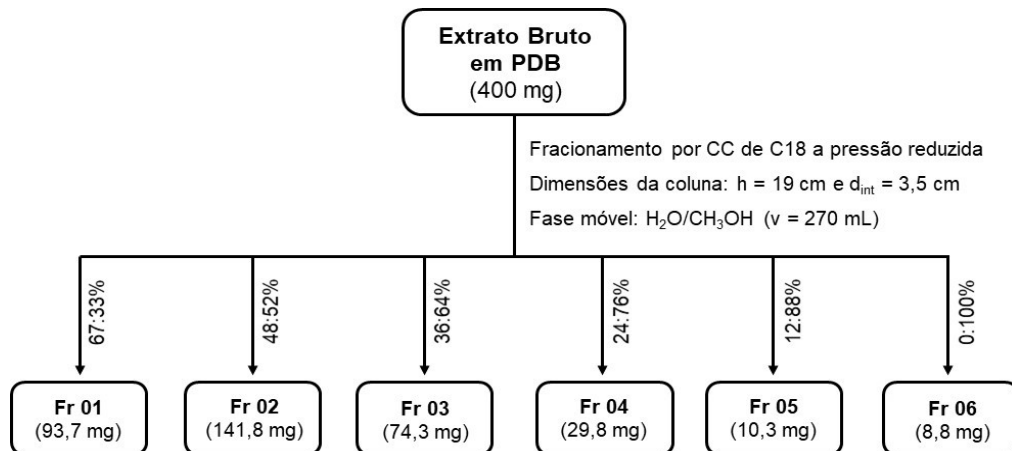 Extrato Bruto
em PDB
(400 mg)
Fracionamento por CC de C18 a pressão reduzida
Dimensões da coluna: h = 19 cm e dint = 3,5 cm
Fase móvel: H₂O/CH₃OH (v = 270 mL)
67:33%
48:52%
36:64%
24:76%
12:88%
0:100%
Fr 01
(93,7 mg)
Fr 02
(141,8 mg)
Fr 03
(74,3 mg)
Fr 04
(29,8 mg)
Fr 05
(10,3 mg)
Fr 06
(8,8 mg)